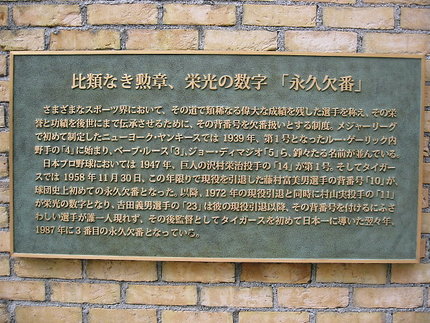 比類なき勲章、栄光の数字 「永久欠番」
さまざまなスポーツ界において、その道で類稀なる偉大な成績を残した選手を称え、その栄
誉と功績を後世にまで伝承させるために、その背番号を欠番扱いとする制度。メジャーリーグ
で初めて制定したニューヨーク・ヤンキースでは1939年、第1号となったルー・ゲーリック内
野手の「4」に始まり、ベーブ・ルース「3」、ジョー・ディマジオ「5」ら、錚々たる名前が並んでいる。
日本プロ野球においては1947年、巨人の沢村栄治投手の「14」が第1号。そしてタイガー
スでは1958年11月30日、この年限りで現役を引退した藤村富美男選手の背番号「10」が、
球団史上初めての永久欠番となった。以降、1972年の現役引退と同時に村山実投手の「11」
が栄光の数字となり、吉田義男選手の「23」は彼の現役引退以降、その背番号を付けるにふさ
わしい選手が誰一人現れず、その後監督としてタイガースを初めて日本一に導いた翌々年、
1987年に3番目の永久欠番となっている。